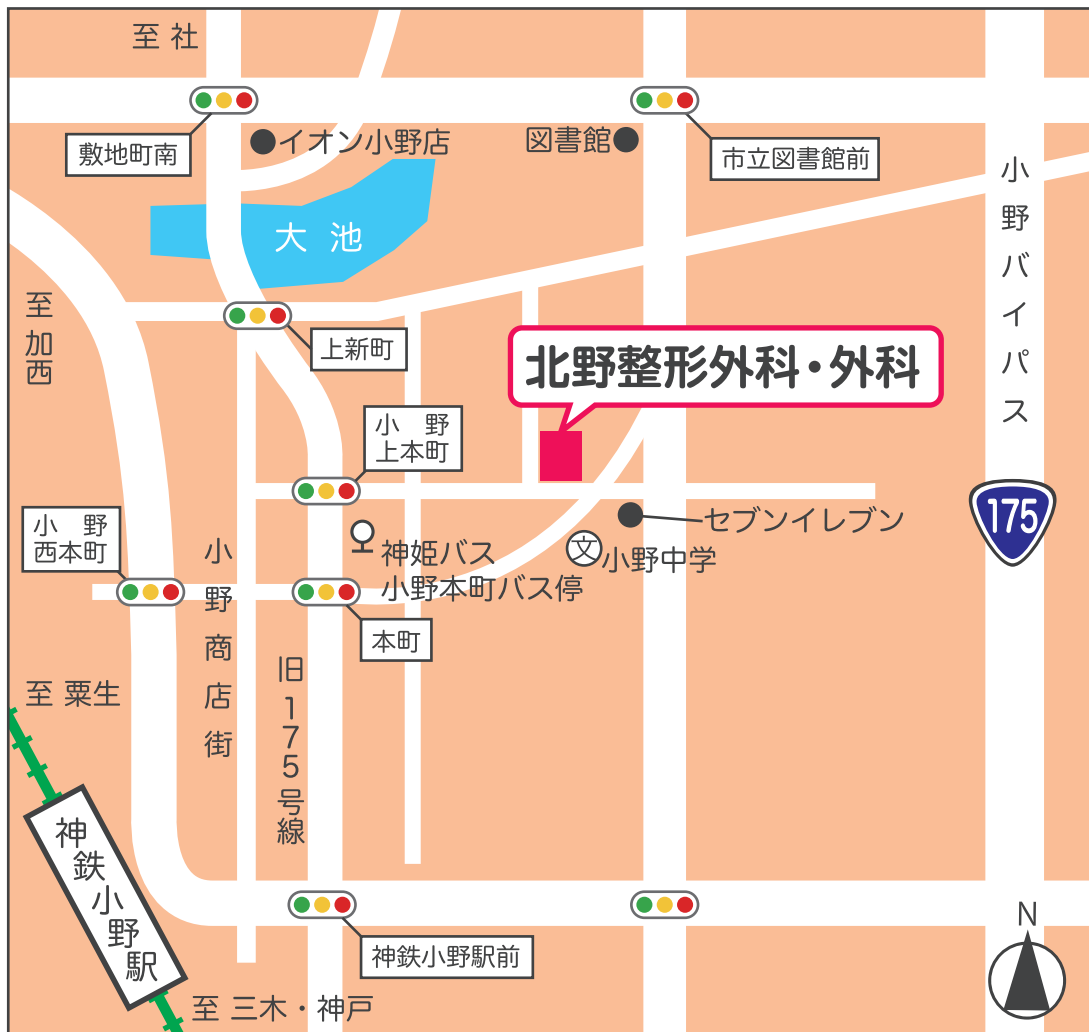 至 社
敷地町南
イオン小野店
図書館
市立図書館前
小野バイパス
大 池
至加西
上新町
北野整形外科・外科
小 野
上本町
175
小 野
西本町
セブンイレブン
神姫バス
小野本町バス停
文
小野中学
小野商店街
本町
旧175号線
至 粟生
神鉄小野駅
神鉄小野駅前
N
至 三木・神戸